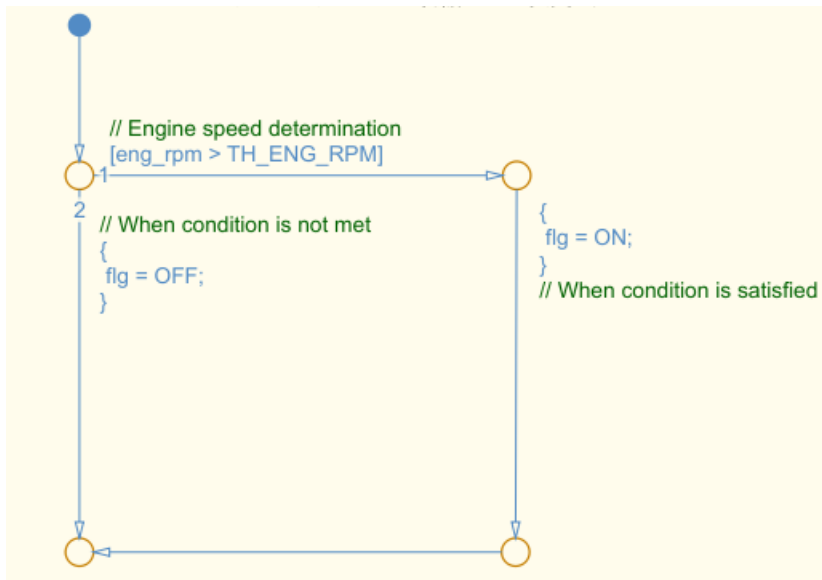 // Engine speed determination
[eng_rpm > TH_ENG_RPM]
1
2
// When condition is not met
{
flg = OFF;
}
{
flg = ON;
}
// When condition is satisfied